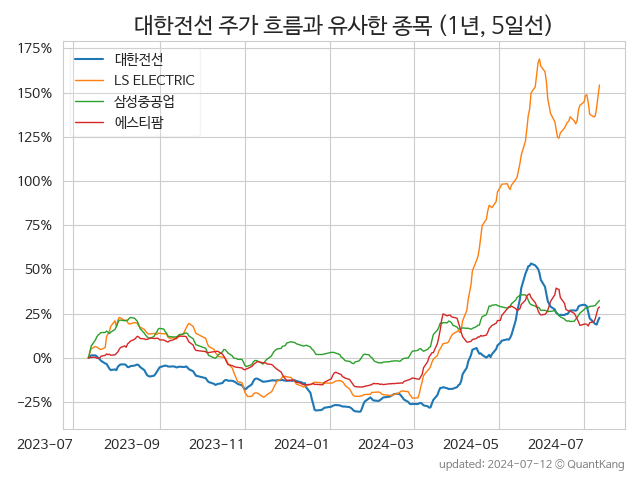 대한전선 주가 흐름과 유사한 종목 (1년, 5일선)
175%
150%
125%
100%
75%
50%
25%
0%
−25%
대한전선
LS ELECTRIC
삼성중공업
에스티팜
2023-07
2023-09
2023-11
2024-01
2024-03
2024-05
2024-07
updated: 2024-07-12 © QuantKang